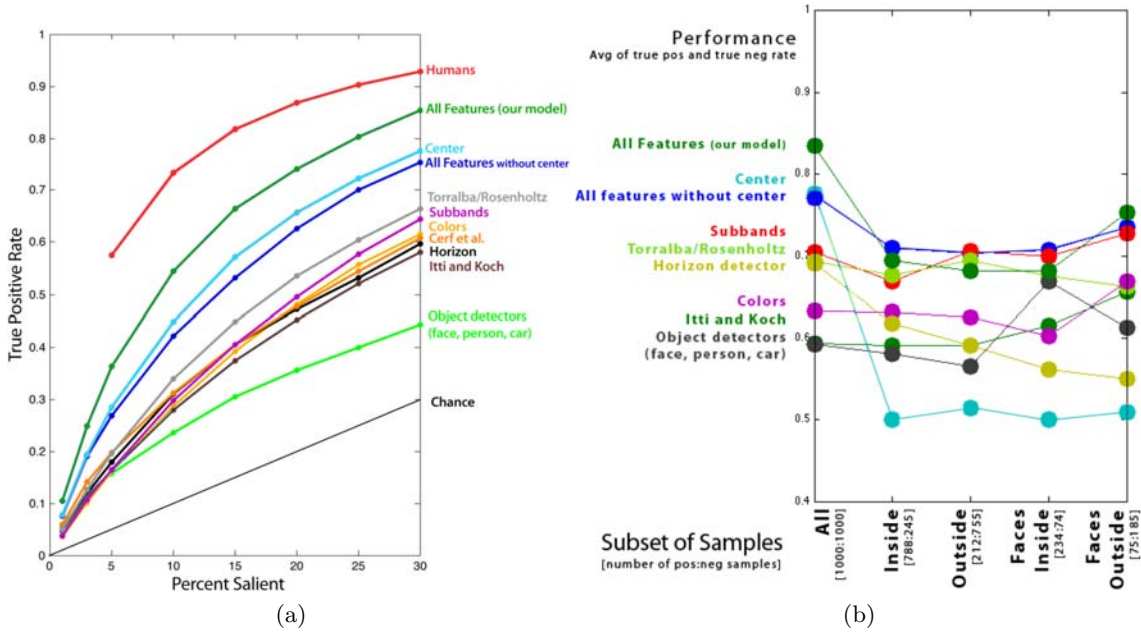 1
0.9
0.8
0.7
0.6
0.5
0.4
0.3
0.2
0.1
0
True Positive Rate
Humans
All Features (our model)
Center
All Features without center
Torralba/Rosenholtz
Subbands
Colors
Cerf et al.
Horizon
Itti and Koch
Object detectors
(face, person, car)
Chance
0 5 10 15 20 25 30
Percent Salient
(a)
1
0.9
0.8
0.7
0.6
0.5
0.4
Performance
Avg of true pos and true neg rate
All Features (our model)
Center
All features without center
Subbands
Torralba/Rosenholtz
Horizon detector
Colors
Itti and Koch
Object detectors
(face, person, car)
All
[1000:1000]
Inside
[788:245]
Outside
[212:755]
Faces
Inside
[234:74]
Faces
Outside
[75:185]
Subset of Samples
[number of pos:neg samples]
(b)